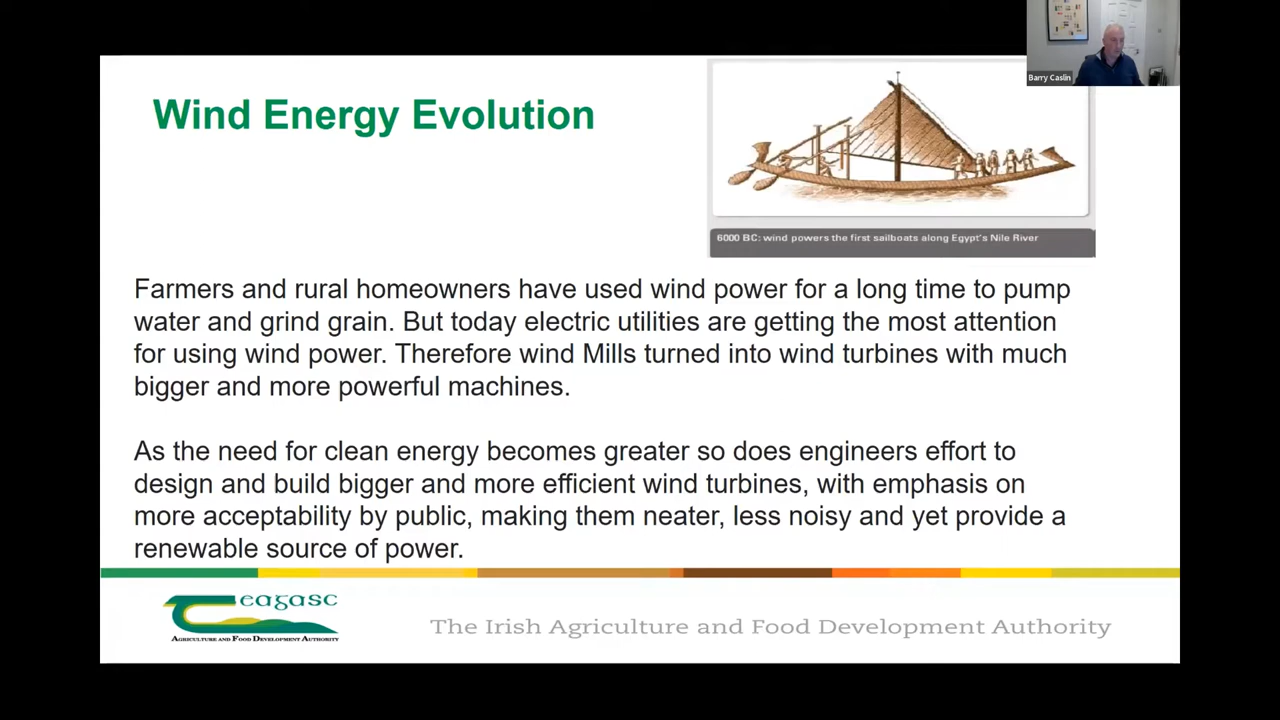 Barry Caslin
Wind Energy Evolution
6000 BC: wind powers the first sailboats along Egypt's Nile River
Farmers and rural homeowners have used wind power for a long time to pump
water and grind grain. But today electric utilities are getting the most attention
for using wind power. Therefore wind Mills turned into wind turbines with much
bigger and more powerful machines.
As the need for clean energy becomes greater so does engineers effort to
design and build bigger and more efficient wind turbines, with emphasis on
more acceptability by public, making them neater, less noisy and yet provide a
renewable source of power.
Teagasc
Agriculture and Food Development Authority
The Irish Agriculture and Food Development Authority